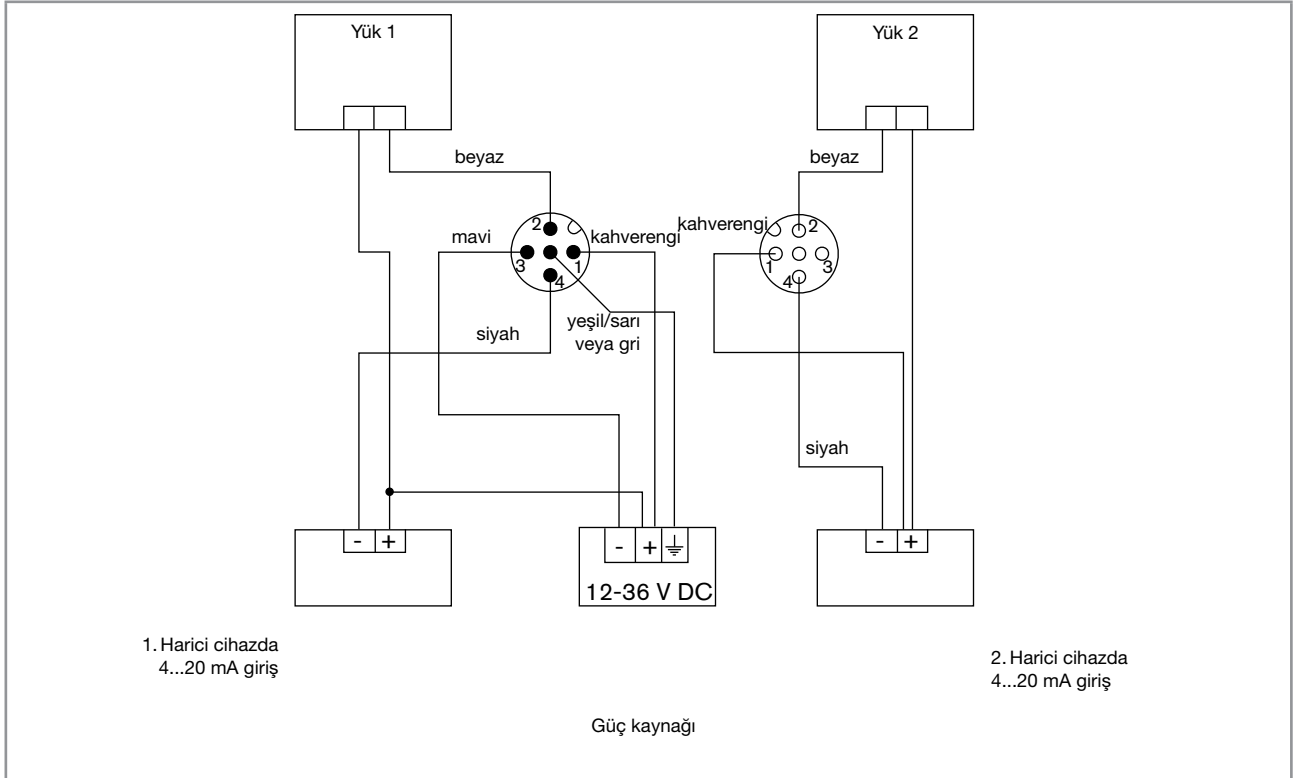 Yük 1
Yük 2
beyaz
beyaz
2
kahverengi
2
mavi
kahverengi
3
1
1
3
4
4
siyah
yeşil/sarı
veya gri
siyah
- +
- +
- +
12-36 V DC
1. Harici cihazda
4...20 mA giriş
2. Harici cihazda
4...20 mA giriş
Güç kaynağı